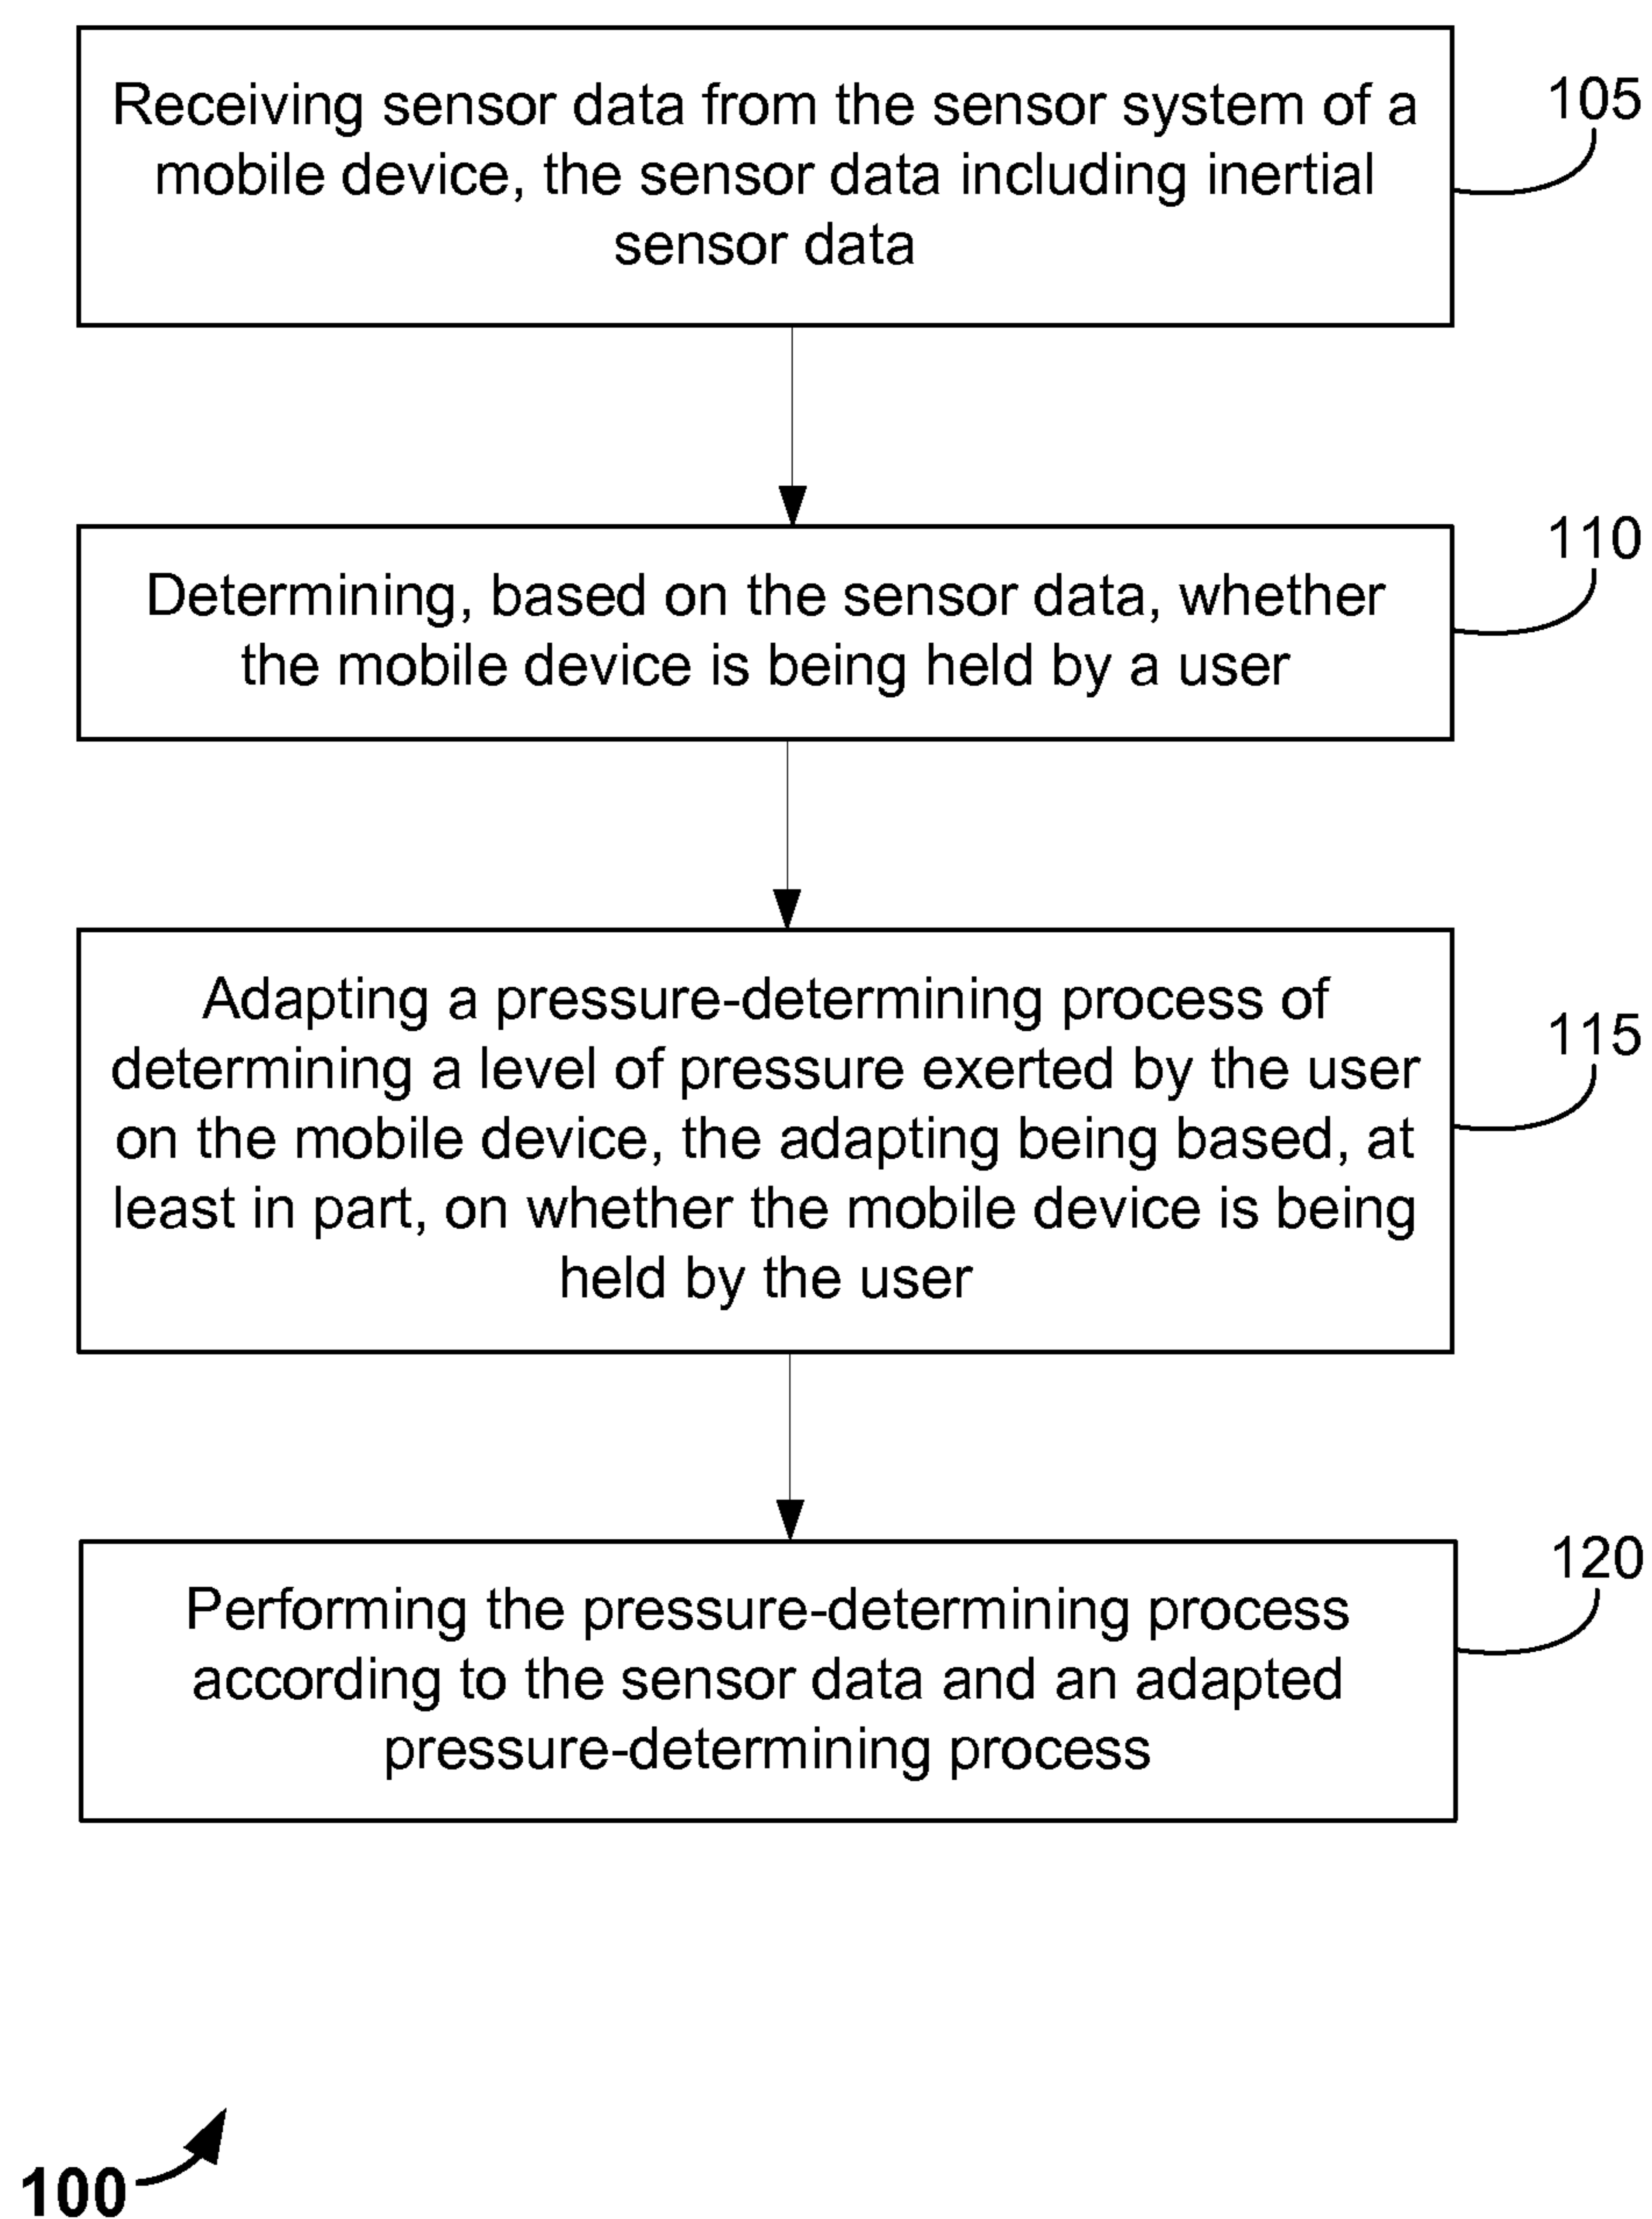 Receiving sensor data from the sensor system of a
mobile device, the sensor data including inertial
sensor data
105
Determining, based on the sensor data, whether
the mobile device is being held by a user
110
Adapting a pressure-determining process of
determining a level of pressure exerted by the user
on the mobile device, the adapting being based, at
least in part, on whether the mobile device is being
held by the user
115
Performing the pressure-determining process
according to the sensor data and an adapted
pressure-determining process
120
100